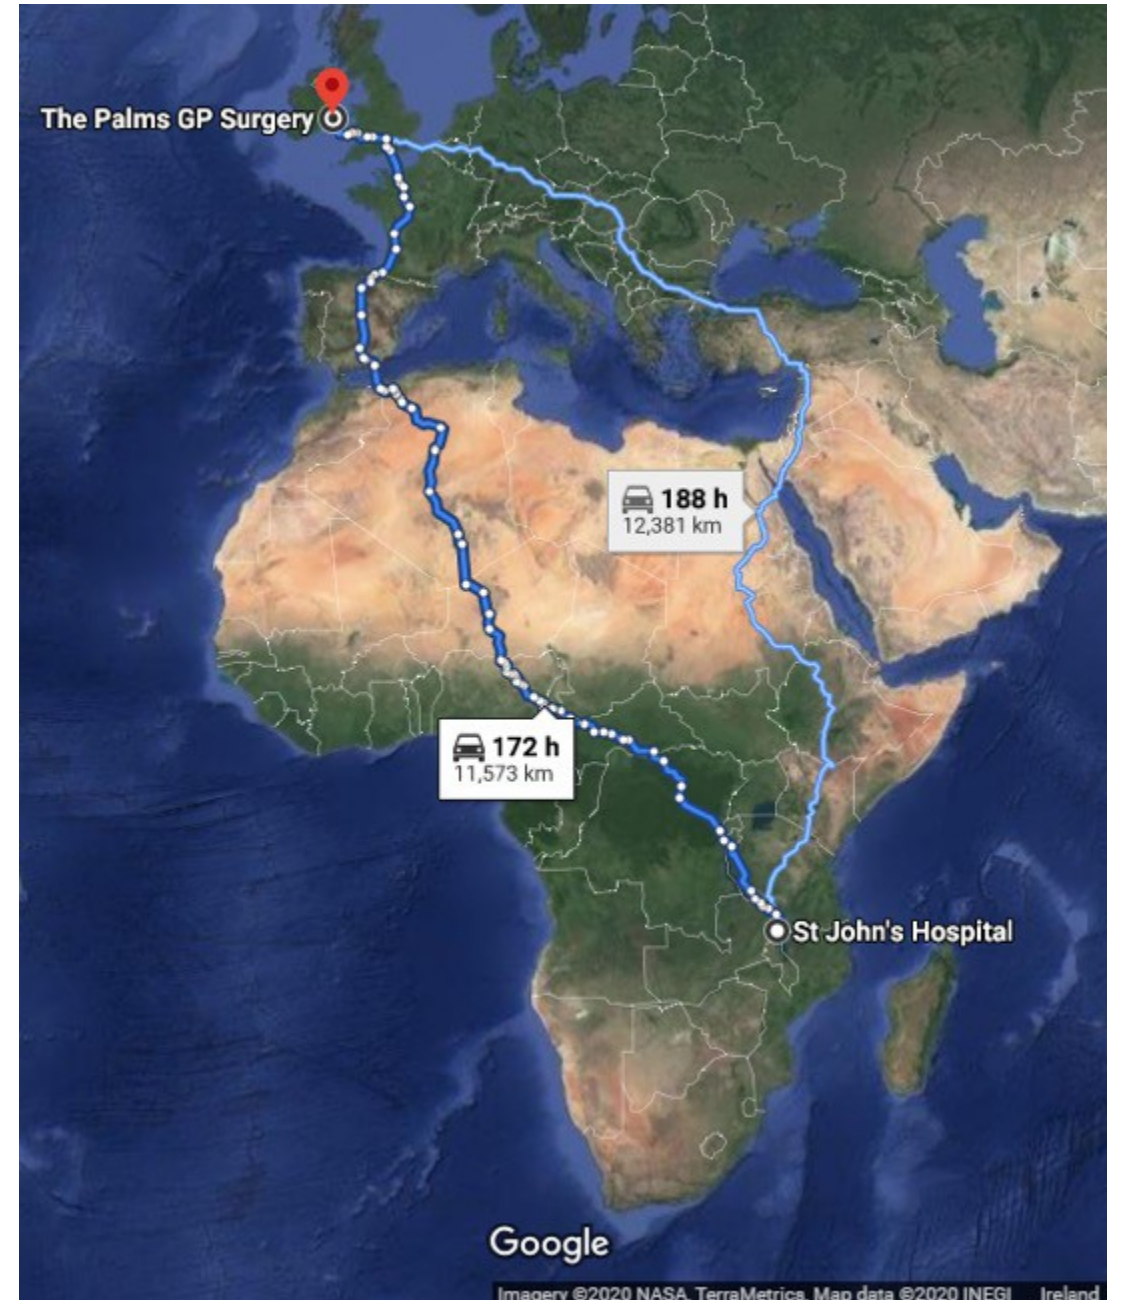 The Palms GP Surgery
188 h
12,381 km
172 h
11,573 km
St John's Hospital
Google
Imagery ©2020 NASA, TerraMetrics, Map data ©2020 INEGI Ireland